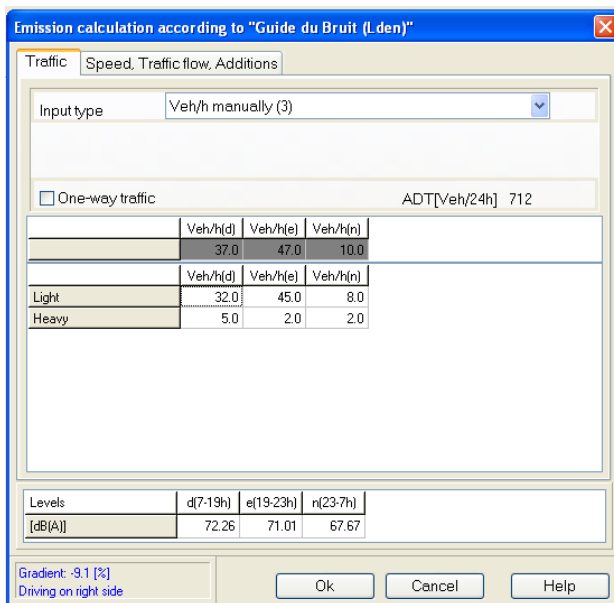 Emission calculation according to "Guide du Bruit (Lden)"
Traffic Speed, Traffic flow, Additions
Input type Veh/h manually (3)
One-way traffic ADT[Veh/24h] 712
Veh/h(d) Veh/h(e) Veh/h(n)
37.0 47.0 10.0
Veh/h(d) Veh/h(e) Veh/h(n)
Light 32.0 45.0 8.0
Heavy 5.0 2.0 2.0
Levels d(7-19h) e(19-23h) n(23-7h)
[dB(A)] 72.26 71.01 67.67
Gradient: -9.1 [%]
Driving on right side
Ok Cancel Help